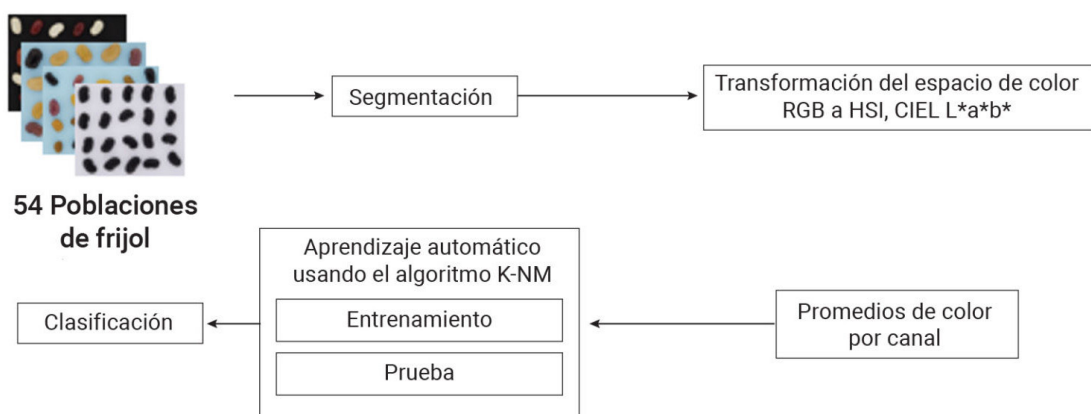 54 Poblaciones
de frijol
Segmentación
Transformación del espacio de color
RGB a HSI, CIEL L*a*b*
Promedios de color
por canal
Aprendizaje automático
usando el algoritmo K-NM
Entrenamiento
Prueba
Clasificación